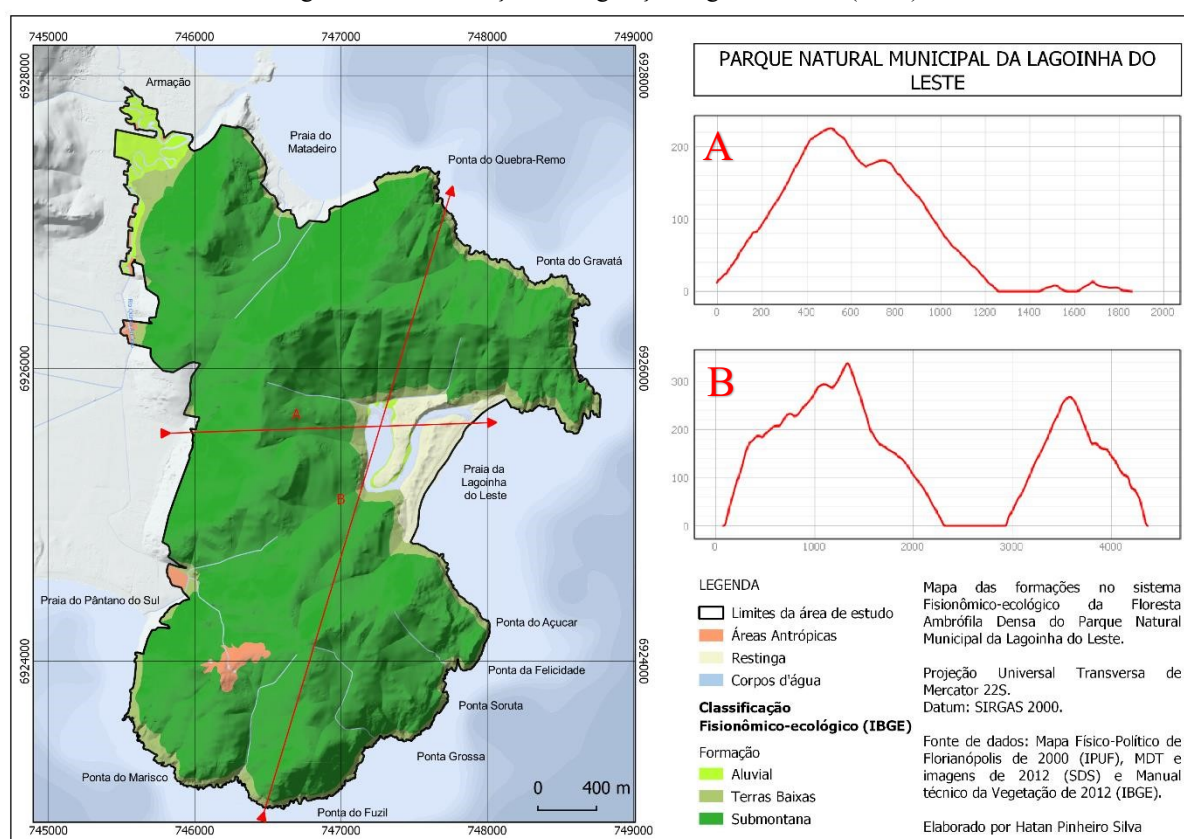 745000 746000 747000 748000 749000
6928000
6928000
Armação
Praia do
Matadeiro
Ponta do Quebra-Remo
Ponta do Gravatá
6926000
6926000
A
B
Praia da
Lagoinha
do Leste
Praia do Pântano do Sul
Ponta do Açucar
6924000
6924000
Ponta da Felicidade
Ponta Soruta
Ponta Grossa
Ponta do Marisco
Ponta do Fuzil
0 400 m
745000 746000 747000 748000 749000
PARQUE NATURAL MUNICIPAL DA LAGOINHA DO
LESTE
A
200
100
0
0 200 400 600 800 1000 1200 1400 1600 1800 2000
B
300
200
100
0
0 1000 2000 3000 4000
LEGENDA
Limites da área de estudo
Áreas Antrópicas
Restinga
Corpos d'água
Classificação
Fisionômico-ecológico (IBGE)
Formação
Aluvial
Terras Baixas
Submontana
Mapa das formações no sistema
Fisionômico-ecológico da Floresta
Ambrófila Densa do Parque Natural
Municipal da Lagoinha do Leste.
Projeção Universal Transversa de
Mercator 22S.
Datum: SIRGAS 2000.
Fonte de dados: Mapa Físico-Político de
Florianópolis de 2000 (IPUF), MDT e
imagens de 2012 (SDS) e Manual
técnico da Vegetação de 2012 (IBGE).
Elaborado por Hatan Pinheiro Silva